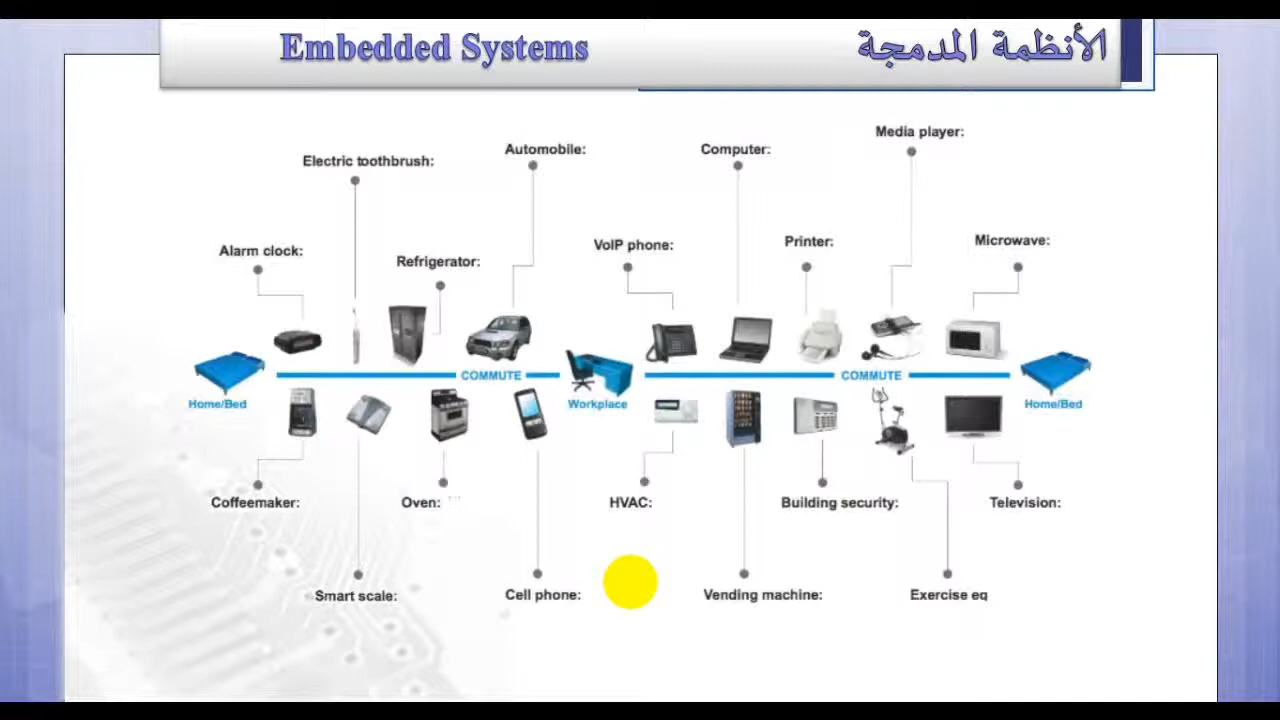 Embedded Systems
الأنظمة المدمجة
Media player:
Automobile:
Computer:
Electric toothbrush:
Alarm clock:
Refrigerator:
VoIP phone:
Printer:
Microwave:
COMMUTE
COMMUTE
Home/Bed
Workplace
Home/Bed
Coffeemaker:
Oven:
HVAC:
Building security:
Television:
Smart scale:
Cell phone:
Vending machine:
Exercise eq